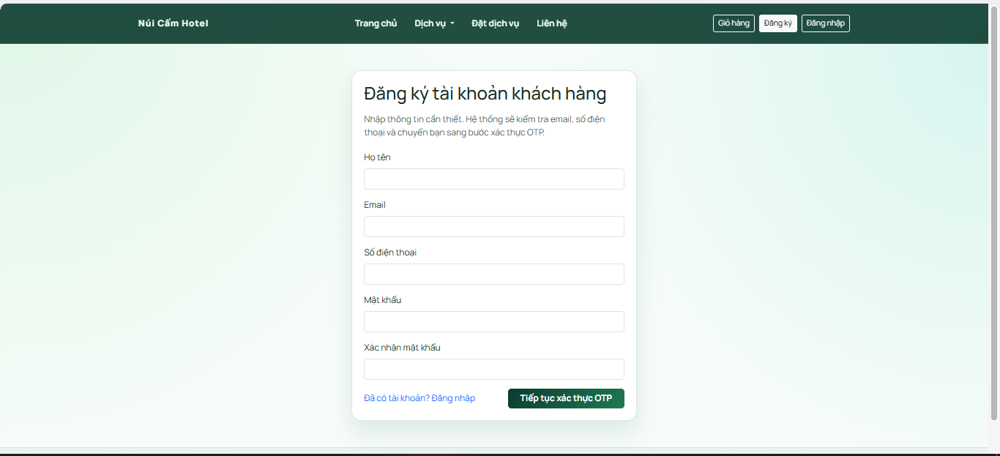 Núi Cấm Hotel
Trang chủ
Dịch vụ
Đặt dịch vụ
Liên hệ
Giỏ hàng
Đăng ký
Đăng nhập
Đăng ký tài khoản khách hàng
Nhập thông tin cần thiết. Hệ thống sẽ kiểm tra email, số điện
thoại và chuyển bạn sang bước xác thực OTP.
Họ tên
Email
Số điện thoại
Mật khẩu
Xác nhận mật khẩu
Đã có tài khoản? Đăng nhập
Tiếp tục xác thực OTP